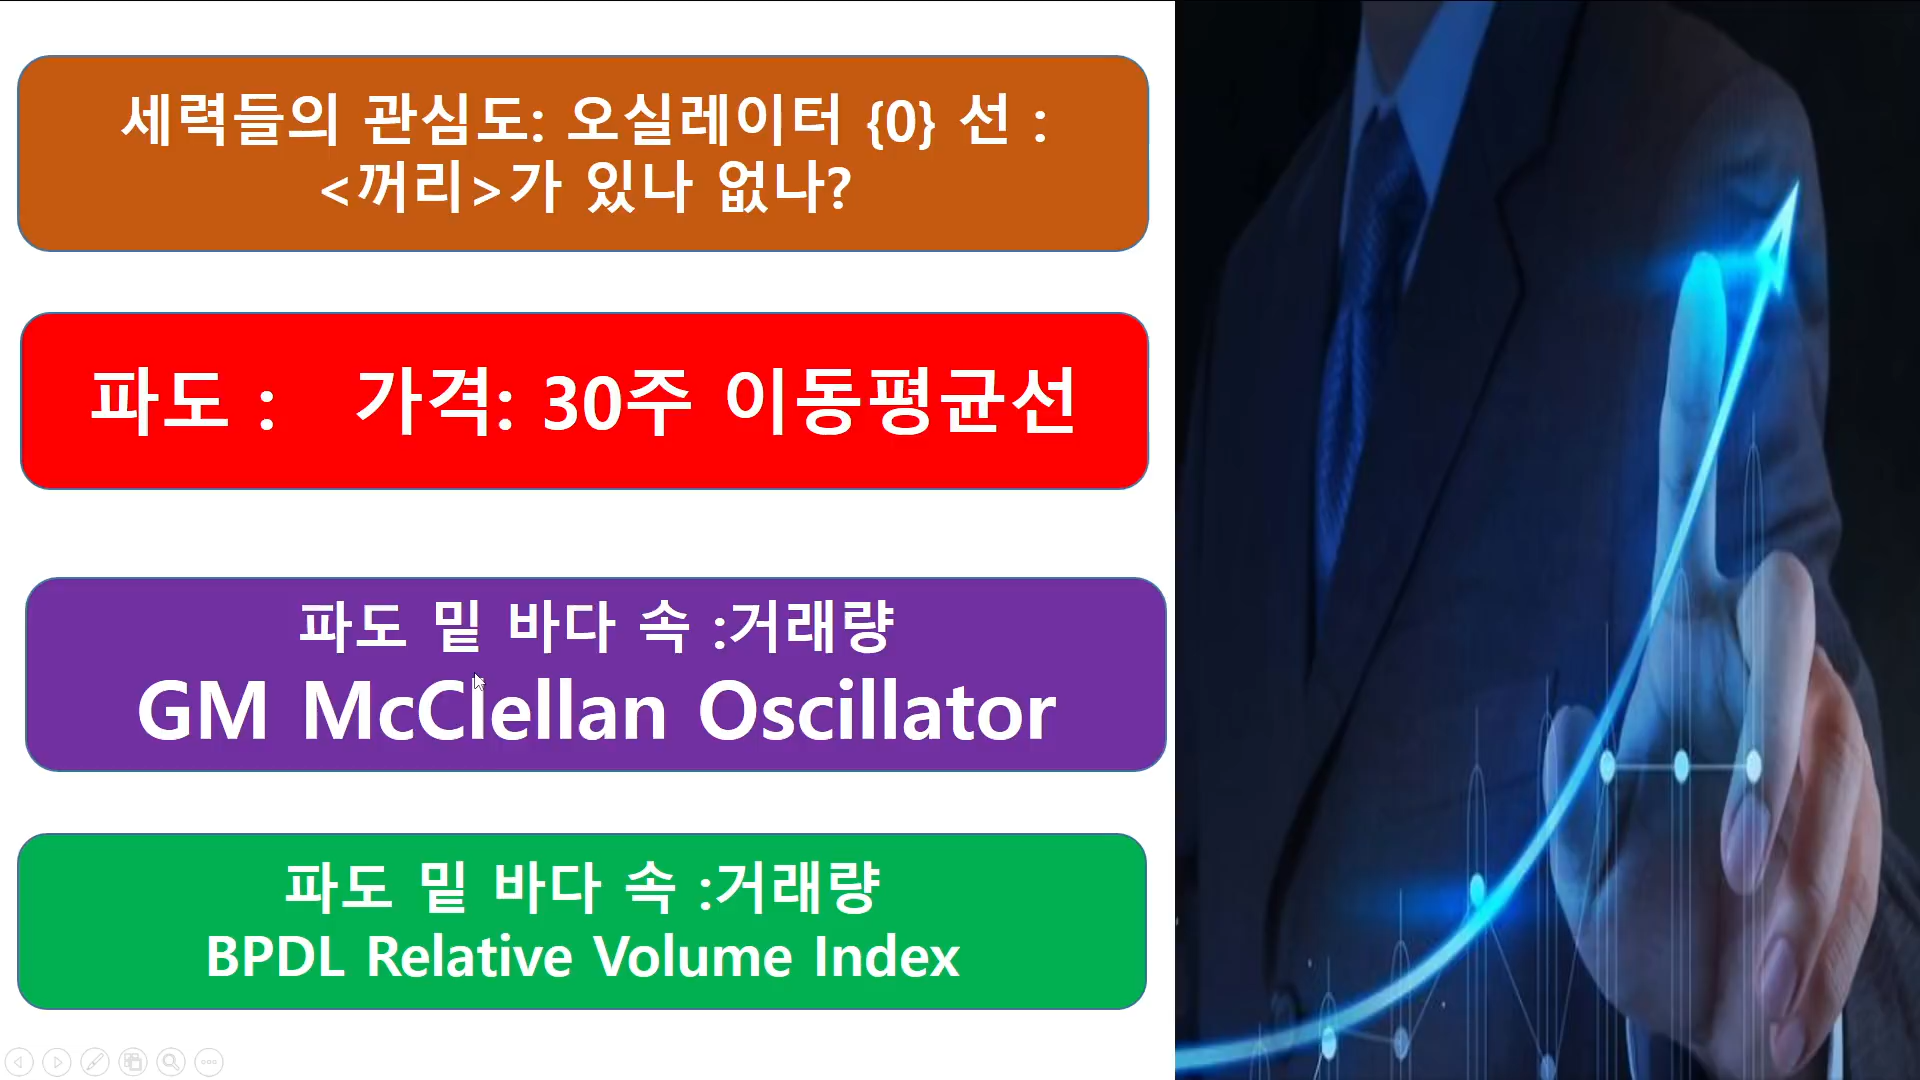 세력들의 관심도: 오실레이터 {0} 선 :
<꺼리>가 있나 없나?
파도 : 가격: 30주 이동평균선
파도 밑 바다 속 :거래량
GM McClellan Oscillator
파도 밑 바다 속 :거래량
BPDL Relative Volume Index